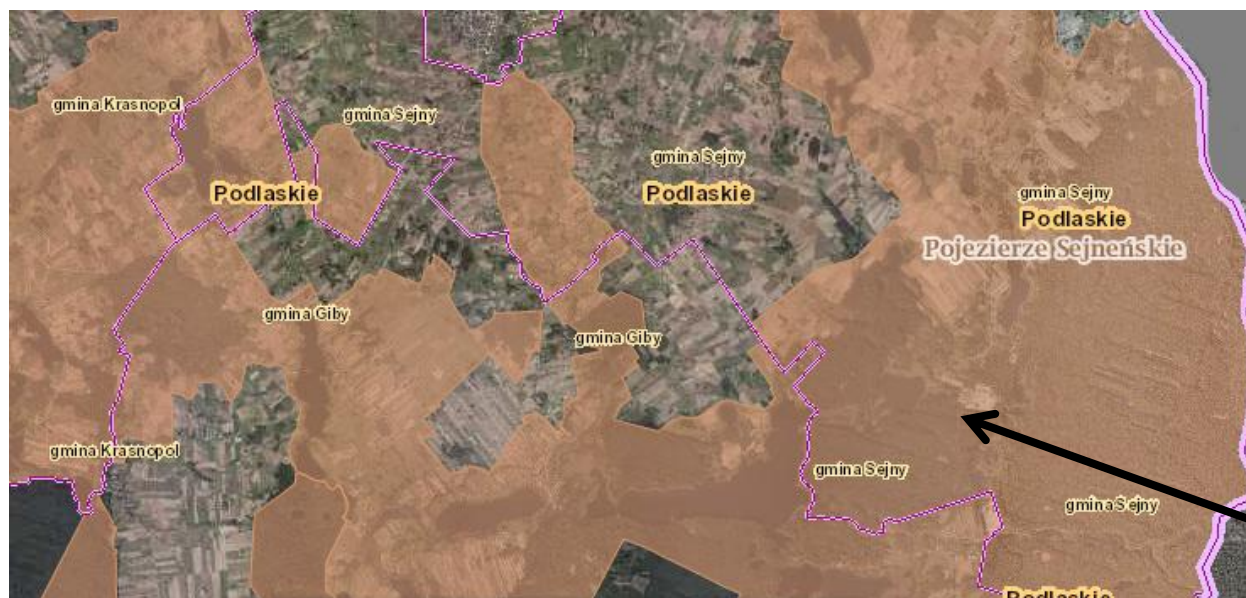 gmina Krasnopol
gmina Sejny
Podlaskie
gmina Sejny
Podlaskie
gmina Sejny
Podlaskie
Pojezierze Sejneńskie
gmina Giby
gmina Giby
gmina Krasnopol
gmina Sejny
gmina Sejny
Podlaskie